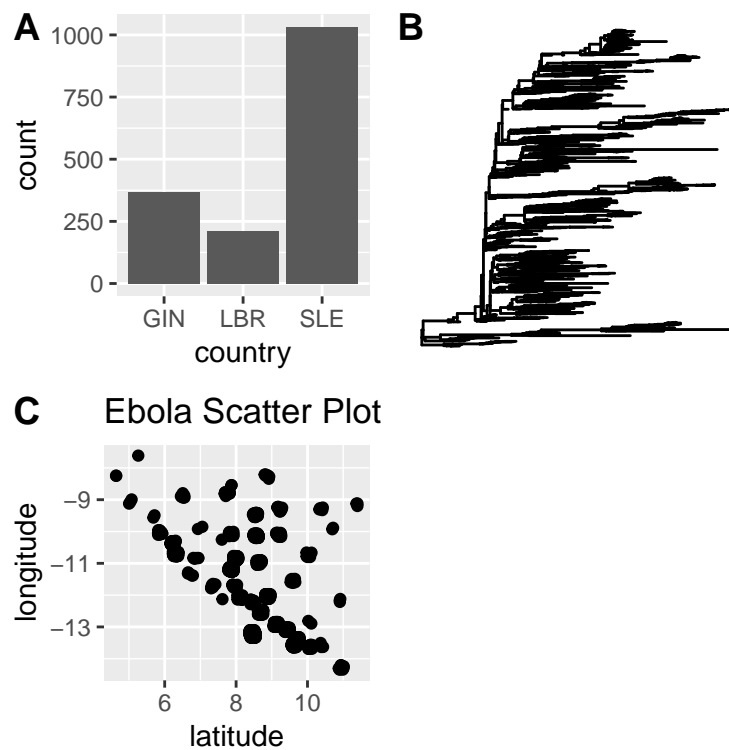 A
B
1000
750
500
250
0
count
GIN LBR SLE
country
C Ebola Scatter Plot
−9
−11
−13
longitude
6 8 10
latitude